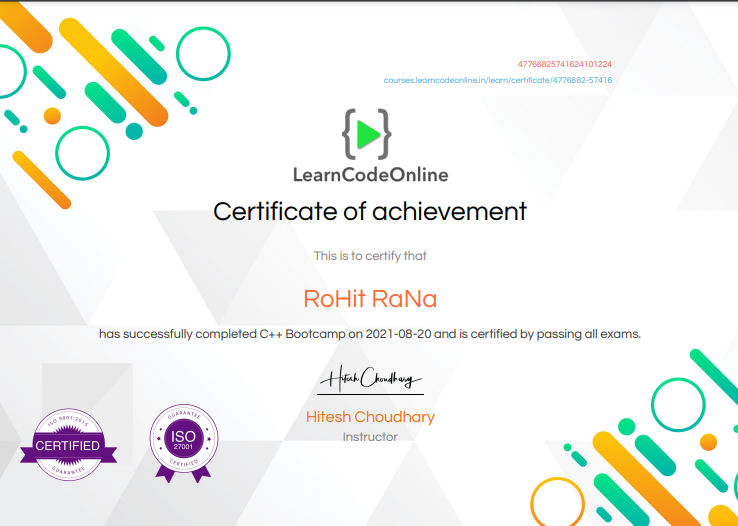 47766825741624101224
courses.learncodeonline.in/learn/certificate/4776682-57416
{ }
LearnCodeOnline
Certificate of achievement
This is to certify that
RoHit RaNa
has successfully completed C++ Bootcamp on 2021-08-20 and is certified by passing all exams.
Hitesh Choudhary
Hitesh Choudhary
Instructor
ISO 9001:2015
CERTIFIED
GUARANTEE
GUARANTEE
ISO
27001
CERTIFIED